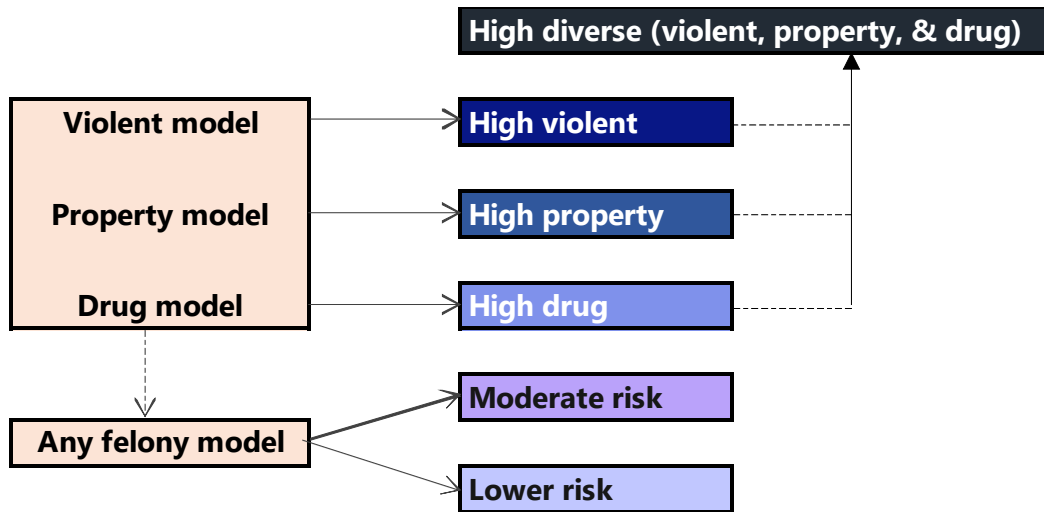 High diverse (violent, property, & drug)
Violent model
High violent
Property model
High property
Drug model
High drug
Moderate risk
Any felony model
Lower risk